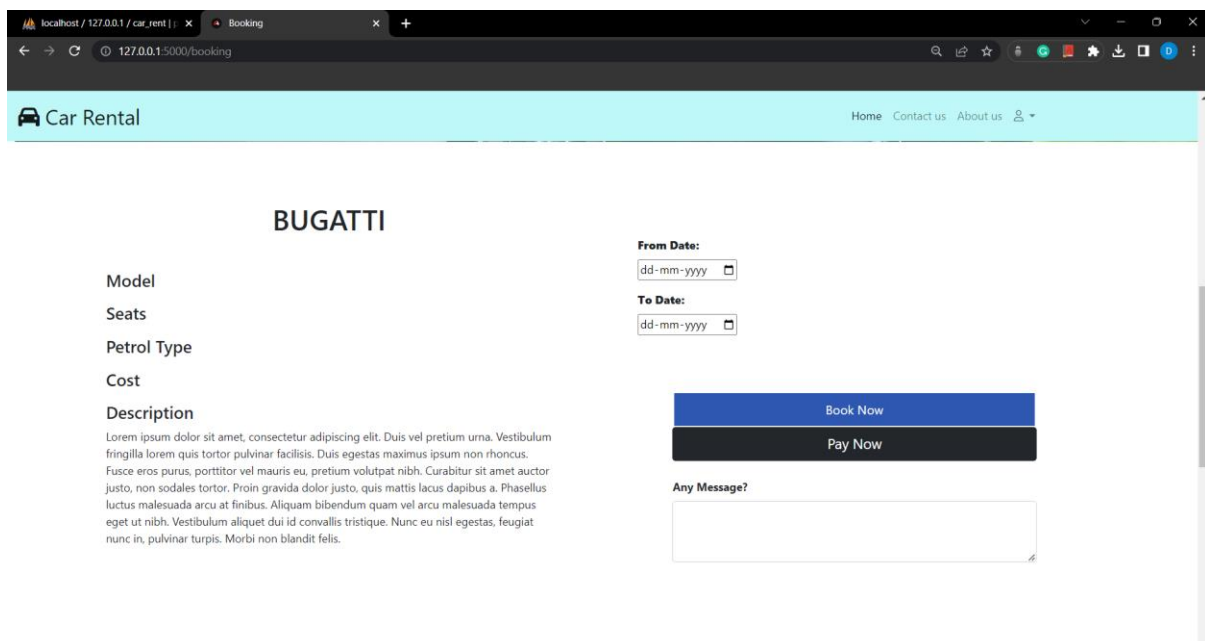 localhost / 127.0.0.1 / car_rent |
Booking
127.0.0.1:5000/booking
D
Car Rental
Home Contact us About us
BUGATTI
Model
Seats
Petrol Type
Cost
Description
Lorem ipsum dolor sit amet, consectetur adipiscing elit. Duis vel pretium urna. Vestibulum
fringilla lorem quis tortor pulvinar facilisis. Duis egestas maximus ipsum non rhoncus.
Fusce eros purus, porttitor vel mauris eu, pretium volutpat nibh. Curabitur sit amet auctor
justo, non sodales tortor. Proin gravida dolor justo, quis mattis lacus dapibus a. Phasellus
luctus malesuada arcu at finibus. Aliquam bibendum quam vel arcu malesuada tempus
eget ut nibh. Vestibulum aliquet dui id convallis tristique. Nunc eu nisl egestas, feugiat
nunc in, pulvinar turpis. Morbi non blandit felis.
From Date:
dd-mm-yyyy
To Date:
dd-mm-yyyy
Book Now
Pay Now
Any Message?